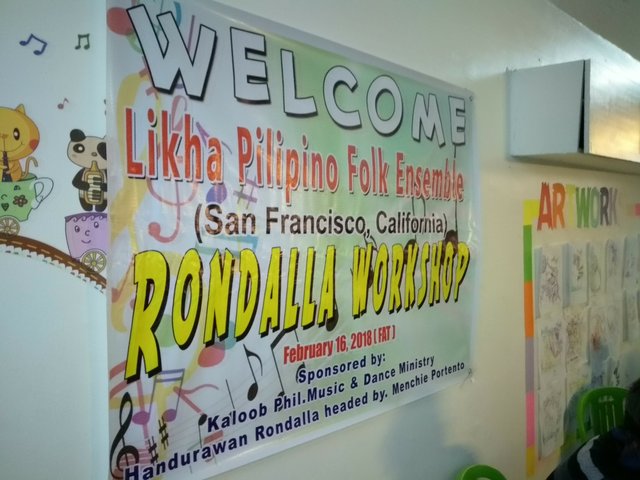 WELCOME
Likha Pilipino Folk Ensemble
(San Francisco, California)
RONDALLA WORKSHOP
February 16, 2018 [ FAT ]
Sponsored by:
Kaloob Phil.Music & Dance Ministry
Handurawan Rondalla headed by. Menchie Portento
ARTWORK